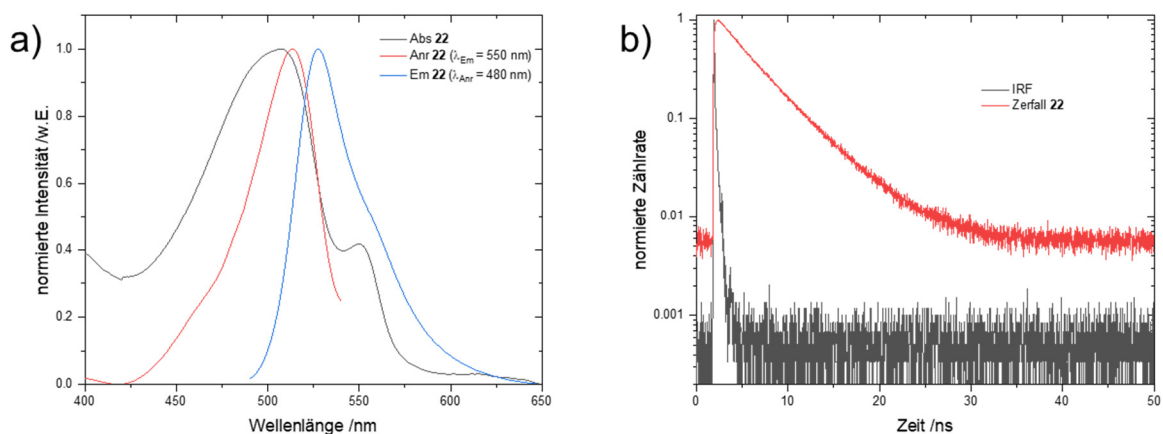 a)
normierte Intensität /w.E.
1.0
0.8
0.6
0.4
0.2
0.0
Abs 22
Anr 22 (λEm = 550 nm)
Em 22 (λAnr = 480 nm)
400 450 500 550 600 650
Wellenlänge /nm
b)
normierte Zählrate
1
0.1
0.01
0.001
IRF
Zerfall 22
0 10 20 30 40 50
Zeit /ns